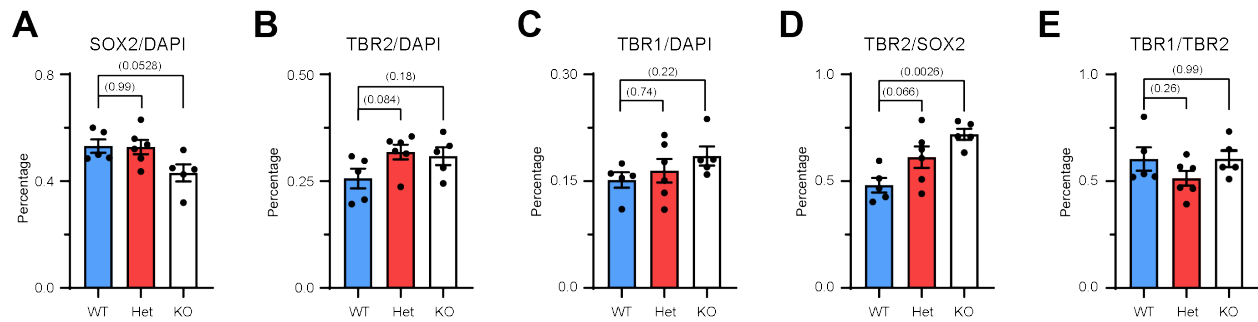 A
SOX2/DAPI
(0.0528)
(0.99)
0.8
0.4
0.0
Percentage
WT Het KO
B
TBR2/DAPI
(0.18)
(0.084)
0.50
0.25
0.00
Percentage
WT Het KO
C
TBR1/DAPI
(0.22)
(0.74)
0.30
0.15
0.00
Percentage
WT Het KO
D
TBR2/SOX2
(0.0026)
(0.066)
1.0
0.5
0.0
Percentage
WT Het KO
E
TBR1/TBR2
(0.99)
(0.26)
1.0
0.5
0.0
Percentage
WT Het KO